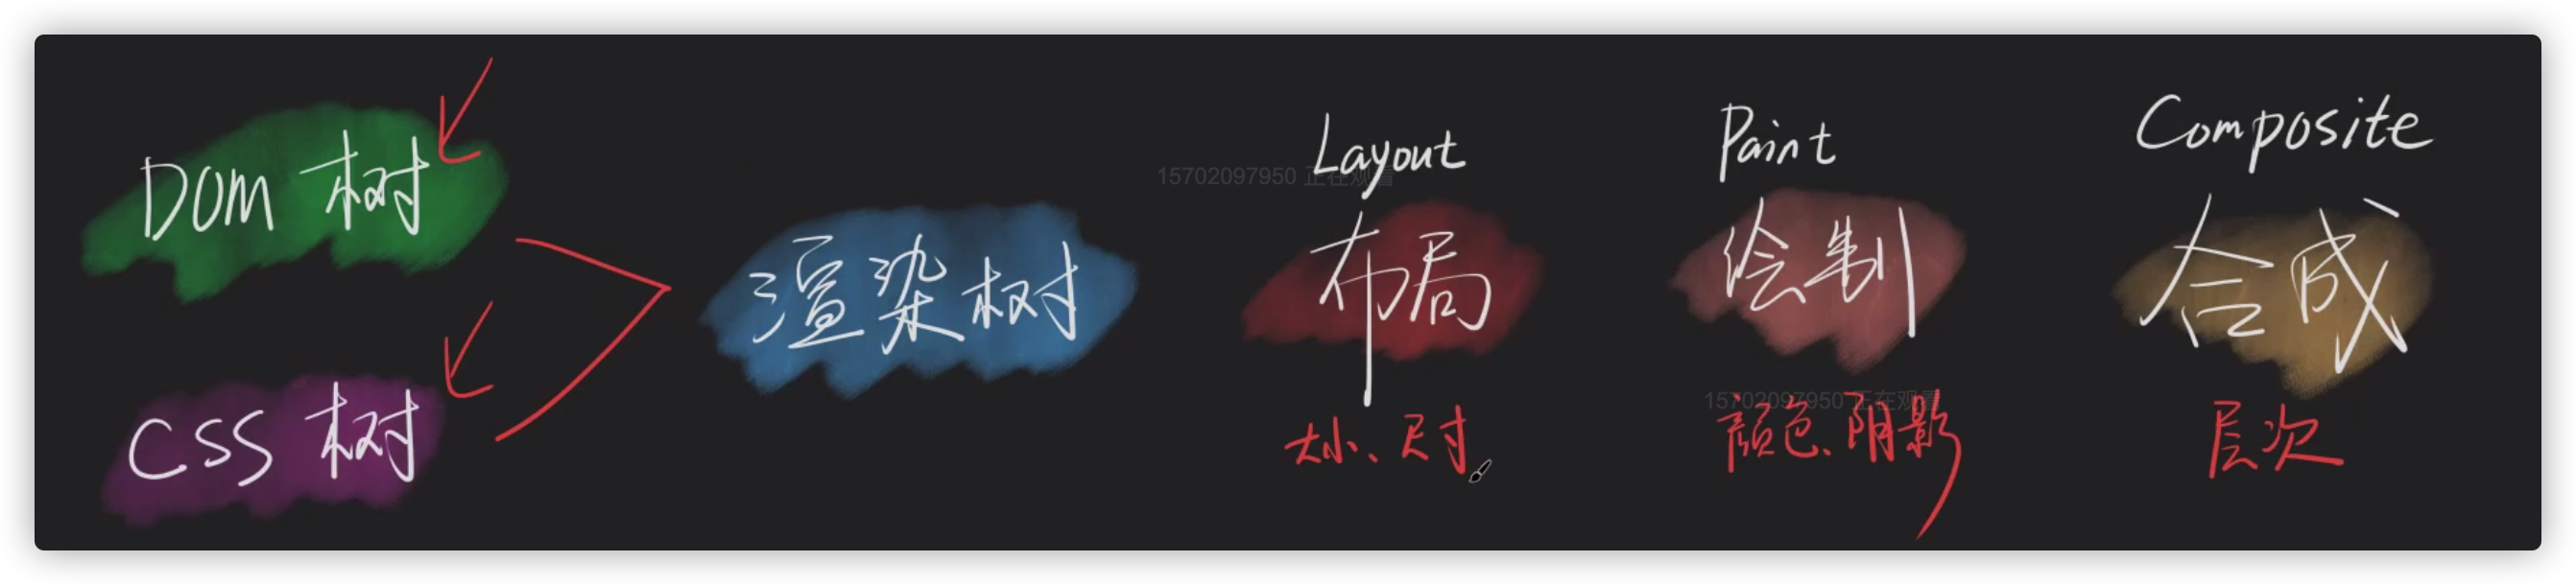 DOM 树
CSS 树
渲染树
Layout
布局
大小、尺寸
Paint
绘制
颜色、阴影
Composite
合成
层次
15702097950 正在观看
15702097950 正在观看